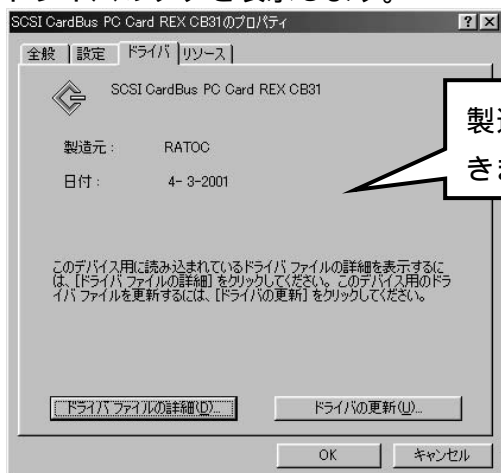 SCSI CardBus PC Card REX CB31のプロパティ
全般 設定 ドライバ リソース
SCSI CardBus PC Card REX CB31
製造元: RATOC
日付: 4- 3-2001
このデバイス用に読み込まれているドライバ ファイルの詳細を表示するに
は、[ドライバ ファイルの詳細] をクリックしてください。このデバイス用のドラ
イバ ファイルを更新するには、[ドライバの更新] をクリックしてください。
ドライバ ファイルの詳細(D)... ドライバの更新(U)...
OK キャンセル